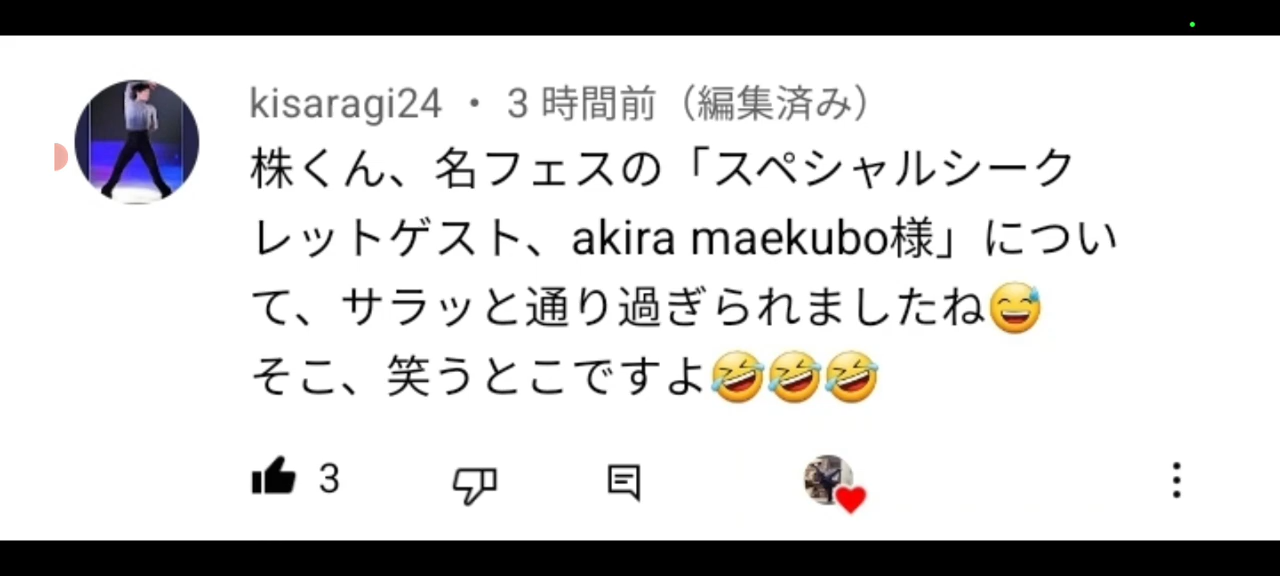 kisaragi24 ・ 3 時間前（編集済み）
株くん、名フェスの「スペシャルシーク
レットゲスト、akira maekubo様」につい
て、サラッと通り過ぎられましたね😅
そこ、笑うとこですよ🤣🤣🤣
3